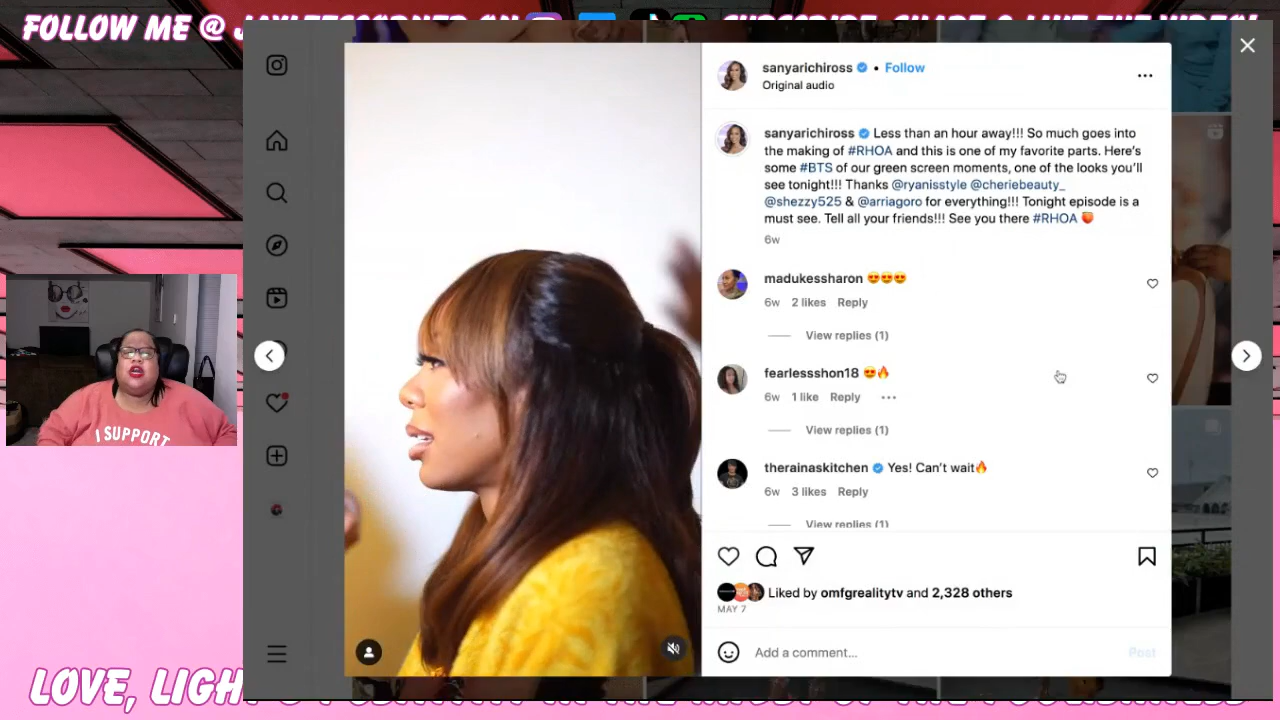 FOLLOW ME @
sanyarichiross • Follow
Original audio
sanyarichiross Less than an hour away!!! So much goes into
the making of #RHOA and this is one of my favorite parts. Here's
some #BTS of our green screen moments, one of the looks you'll
see tonight!!! Thanks @ryanisstyle @cheriebeauty_
@shezzy525 & @arriagoro for everything!!! Tonight episode is a
must see. Tell all your friends!!! See you there #RHOA 🍑
6w
madukessharon 😍😍😍
6w 2 likes Reply
View replies (1)
fearlessshon18 😍🔥
6w 1 like Reply •••
View replies (1)
therainaskitchen Yes! Can't wait🔥
6w 3 likes Reply
View replies (1)
Liked by omfgrealitytv and 2,328 others
MAY 7
Add a comment...
Post
I SUPPORT
LOVE, LIGH